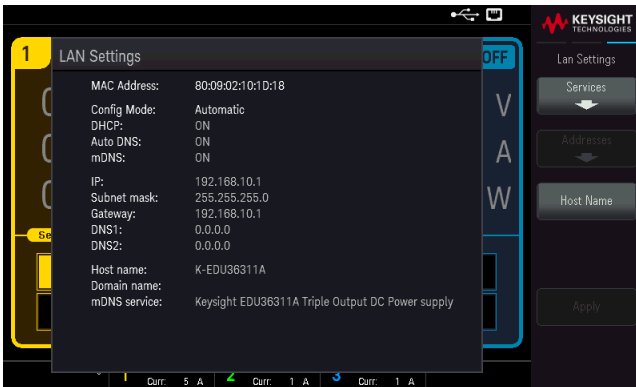 KEYSIGHT
TECHNOLOGIES
1
LAN Settings
OFF
Lan Settings
MAC Address: 80:09:02:10:1D:18
Services
Config Mode: Automatic
DHCP: ON
Auto DNS: ON
mDNS: ON
V
A
W
Addresses
IP: 192.168.10.1
Subnet mask: 255.255.255.0
Gateway: 192.168.10.1
DNS1: 0.0.0.0
DNS2: 0.0.0.0
Host Name
Se
Host name: K-EDU36311A
Domain name:
mDNS service: Keysight EDU36311A Triple Output DC Power supply
Apply
1 Curr: 5 A 2 Curr: 1 A 3 Curr: 1 A